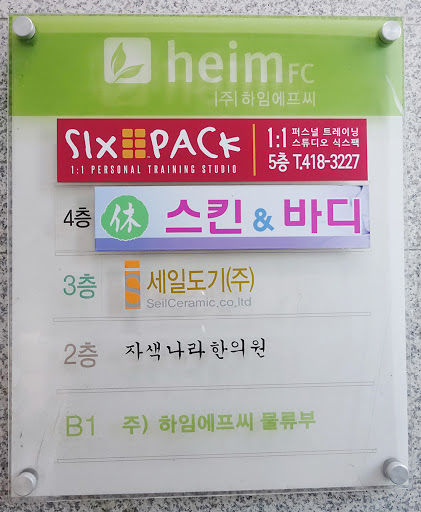 heim FC
(주)하임에프씨
SIX PACK
1:1 PERSONAL TRAINING STUDIO
1:1 퍼스널 트레이닝
스튜디오 식스팩
5층 T.418-3227
4층 休 스킨 & 바디
3층 세일도기(주)
SeilCeramic.co.ltd
2층 자색나라한의원
B1 주) 하임에프씨 물류부